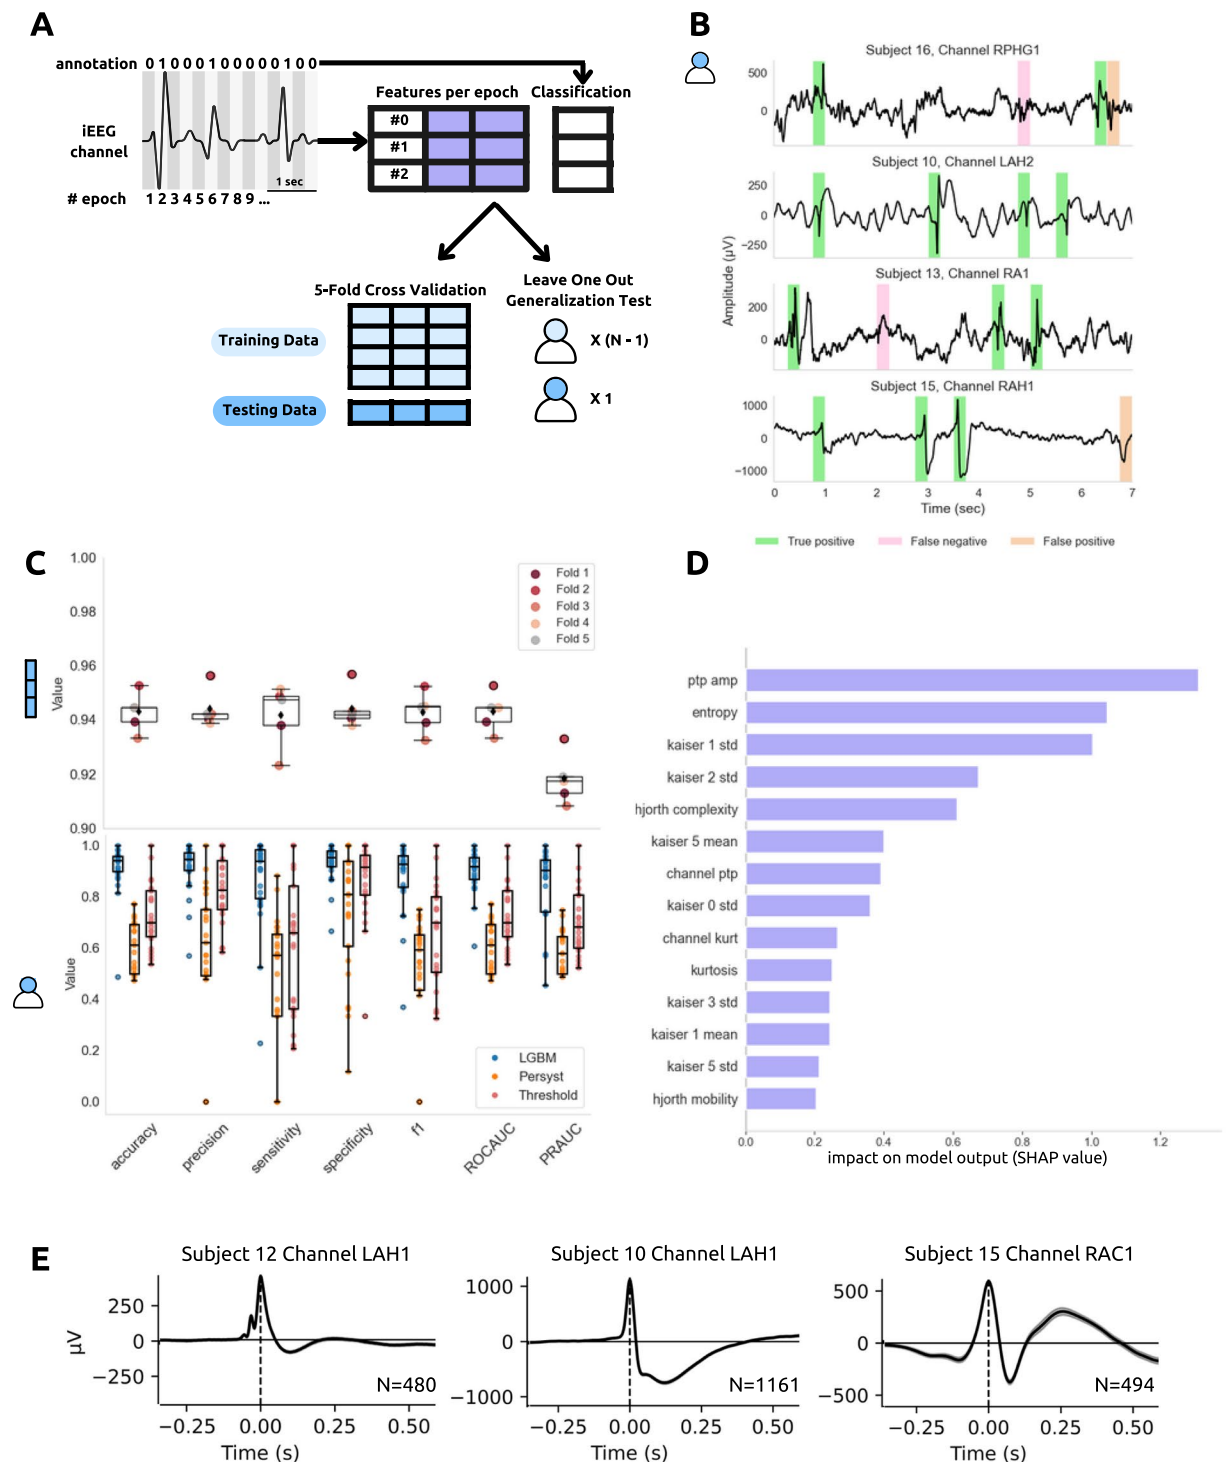 A
annotation 0 1 0 0 0 1 0 0 0 0 0 1 0 0
iEEG
channel
1 sec
# epoch 1 2 3 4 5 6 7 8 9 ...
Features per epoch
Classification
#0
#1
#2
5-Fold Cross Validation
Leave One Out
Generalization Test
Training Data
X (N - 1)
Testing Data
X 1
B
Subject 16, Channel RPHG1
500
0
Subject 10, Channel LAH2
250
0
−250
Subject 13, Channel RA1
200
0
Subject 15, Channel RAH1
1000
0
−1000
Amplitude (μV)
0 1 2 3 4 5 6 7
Time (sec)
True positive False negative False positive
C
1.00
0.98
0.96
0.94
0.92
0.90
Value
Fold 1
Fold 2
Fold 3
Fold 4
Fold 5
1.0
0.8
0.6
0.4
0.2
0.0
Value
LGBM
Persyst
Threshold
accuracy
precision
sensitivity
specificity
f1
ROCAUC
PRAUC
D
ptp amp
entropy
kaiser 1 std
kaiser 2 std
hjorth complexity
kaiser 5 mean
channel ptp
kaiser 0 std
channel kurt
kurtosis
kaiser 3 std
kaiser 1 mean
kaiser 5 std
hjorth mobility
0.0 0.2 0.4 0.6 0.8 1.0 1.2
impact on model output (SHAP value)
E
Subject 12 Channel LAH1
μV
250
0
−250
N=480
−0.25 0.00 0.25 0.50
Time (s)
Subject 10 Channel LAH1
1000
0
−1000
N=1161
−0.25 0.00 0.25 0.50
Time (s)
Subject 15 Channel RAC1
500
0
−500
N=494
−0.25 0.00 0.25 0.50
Time (s)